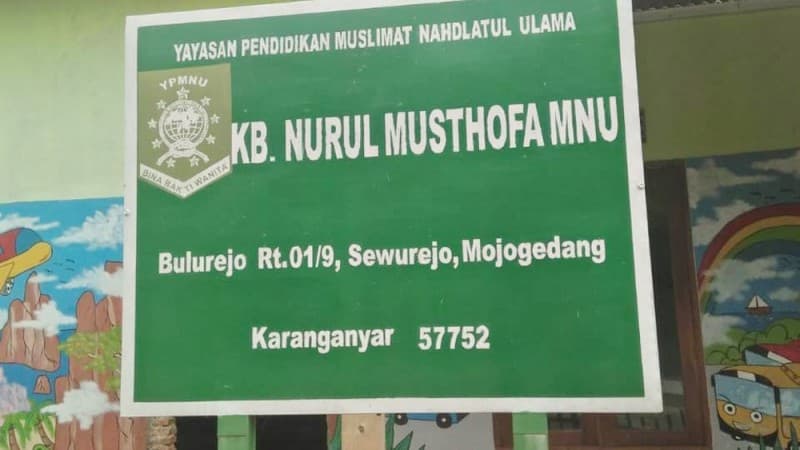 YAYASAN PENDIDIKAN MUSLIMAT NAHDLATUL ULAMA
YPMNU
BINA BAKTI WANITA
KB. NURUL MUSTHOFA MNU
Bulurejo Rt.01/9, Sewurejo, Mojogedang
Karanganyar 57752